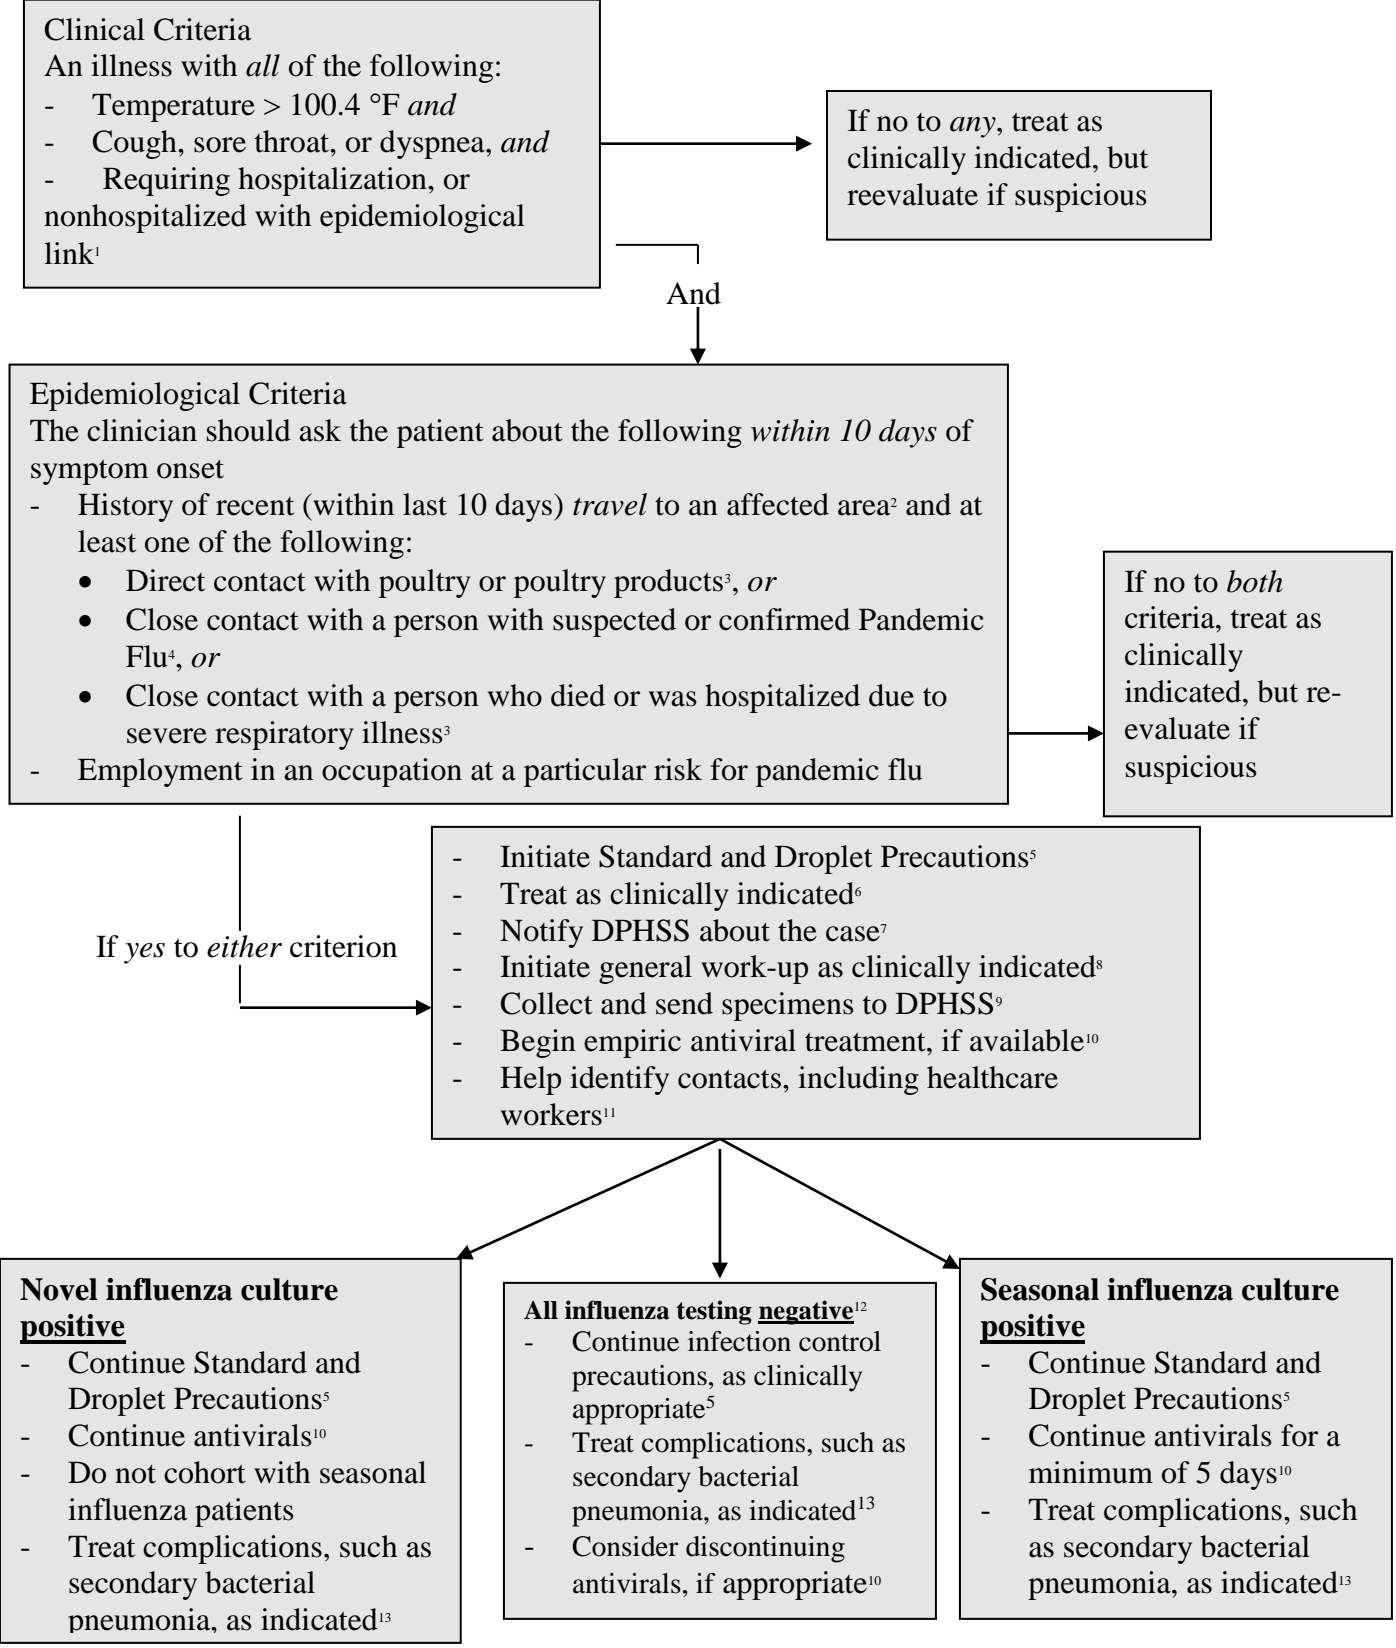 Clinical Criteria
An illness with all of the following:
- Temperature > 100.4 °F and
- Cough, sore throat, or dyspnea, and
- Requiring hospitalization, or
nonhospitalized with epidemiological
link1
If no to any, treat as
clinically indicated, but
reevaluate if suspicious
And
Epidemiological Criteria
The clinician should ask the patient about the following within 10 days of
symptom onset
- History of recent (within last 10 days) travel to an affected area2 and at
least one of the following:
• Direct contact with poultry or poultry products3, or
• Close contact with a person with suspected or confirmed Pandemic
Flu4, or
• Close contact with a person who died or was hospitalized due to
severe respiratory illness3
- Employment in an occupation at a particular risk for pandemic flu
If no to both
criteria, treat as
clinically
indicated, but re-
evaluate if
suspicious
If yes to either criterion
- Initiate Standard and Droplet Precautions5
- Treat as clinically indicated6
- Notify DPHSS about the case7
- Initiate general work-up as clinically indicated8
- Collect and send specimens to DPHSS9
- Begin empiric antiviral treatment, if available10
- Help identify contacts, including healthcare
workers11
Novel influenza culture
positive
- Continue Standard and
Droplet Precautions5
- Continue antivirals10
- Do not cohort with seasonal
influenza patients
- Treat complications, such as
secondary bacterial
pneumonia, as indicated13
All influenza testing negative12
- Continue infection control
precautions, as clinically
appropriate5
- Treat complications, such as
secondary bacterial
pneumonia, as indicated13
- Consider discontinuing
antivirals, if appropriate10
Seasonal influenza culture
positive
- Continue Standard and
Droplet Precautions5
- Continue antivirals for a
minimum of 5 days10
- Treat complications, such
as secondary bacterial
pneumonia, as indicated13